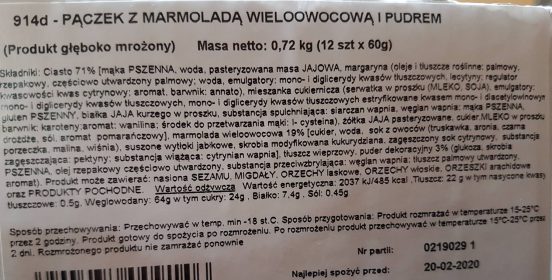 914d - PĄCZEK Z MARMOLADĄ WIELOOWOCOWĄ I PUDREM
(Produkt głęboko mrożony) Masa netto: 0,72 kg (12 szt x 60g)
Składniki: Ciasto 71% [mąka PSZENNA, woda, pasteryzowana masa JAJOWA, margaryna (oleje i tłuszcze roślinne: palmowy,
rzepakowy, częściowo utwardzony palmowy; woda, emulgatory: mono- i diglicerydy kwasów tłuszczowych, lecytyny; regulator
kwasowości kwas cytrynowy; aromat, barwnik: annato), mieszanka cukiernicza (serwatka w proszku (MLEKO, SOJA), emulgatory:
mono- i diglicerydy kwasów tłuszczowych, mono- i diglicerydy kwasów tłuszczowych estryfikowane kwasem mono- i diacetylowinowym
gluten PSZENNY, białka JAJA kurzego w proszku, substancja spulchniająca: siarczan wapnia, węglan wapnia; mąka PSZENNA,
barwnik: karoteny; aromat: wanilina; środek do przetwarzania mąki: l- cysteina), żółtka JAJA pasteryzowane, cukier, MLEKO w proszku
drożdże, sól, aromat pomarańczowy], marmolada wieloowocowa 19% [cukier, woda, sok z owoców (truskawka, aronia, czarna
porzeczka, malina, wiśnia), suszone wytłoki jabłkowe, skrobia modyfikowana kukurydziana, zagęszczony sok cytrynowy, substancja
zagęszczająca: pektyny; substancja wiążąca: cytrynian wapnia], tłuszcz wieprzowy, puder dekoracyjny 3% (glukoza, skrobia
PSZENNA, olej rzepakowy częściowo utwardzony, substancja przeciwzbrylająca: węglan wapnia; tłuszcz palmowy utwardzony,
aromat). Produkt może zawierać: nasiona SEZAMU, MIGDAŁY, ORZECHY laskowe, ORZECHY włoskie, ORZESZKI arachidowe
oraz PRODUKTY POCHODNE. Wartość odżywcza Wartość energetyczna: 2037 kJ/485 kcal ,Tłuszcz: 22 g w tym nasycone kwasy
tłuszczowe: 0.5g. Węglowodany: 64g w tym cukry: 24g , Białko: 7.4g , Sól: 0.45g
Sposób przechowywania: Przechowywać w temp. min -18 st.C. Sposób przygotowania: Produkt rozmrażać w temperaturze 15-25°C
przez 2 godziny. Produkt gotowy do spożycia po rozmrożeniu. Po rozmrożeniu produkt przechowywać w temperaturze 15°C-25°C przez
2 dni. Rozmrożonego produktu nie zamrażać ponownie
Nr partii: 0219029 1
Najlepiej spożyć przed: 20-02-2020